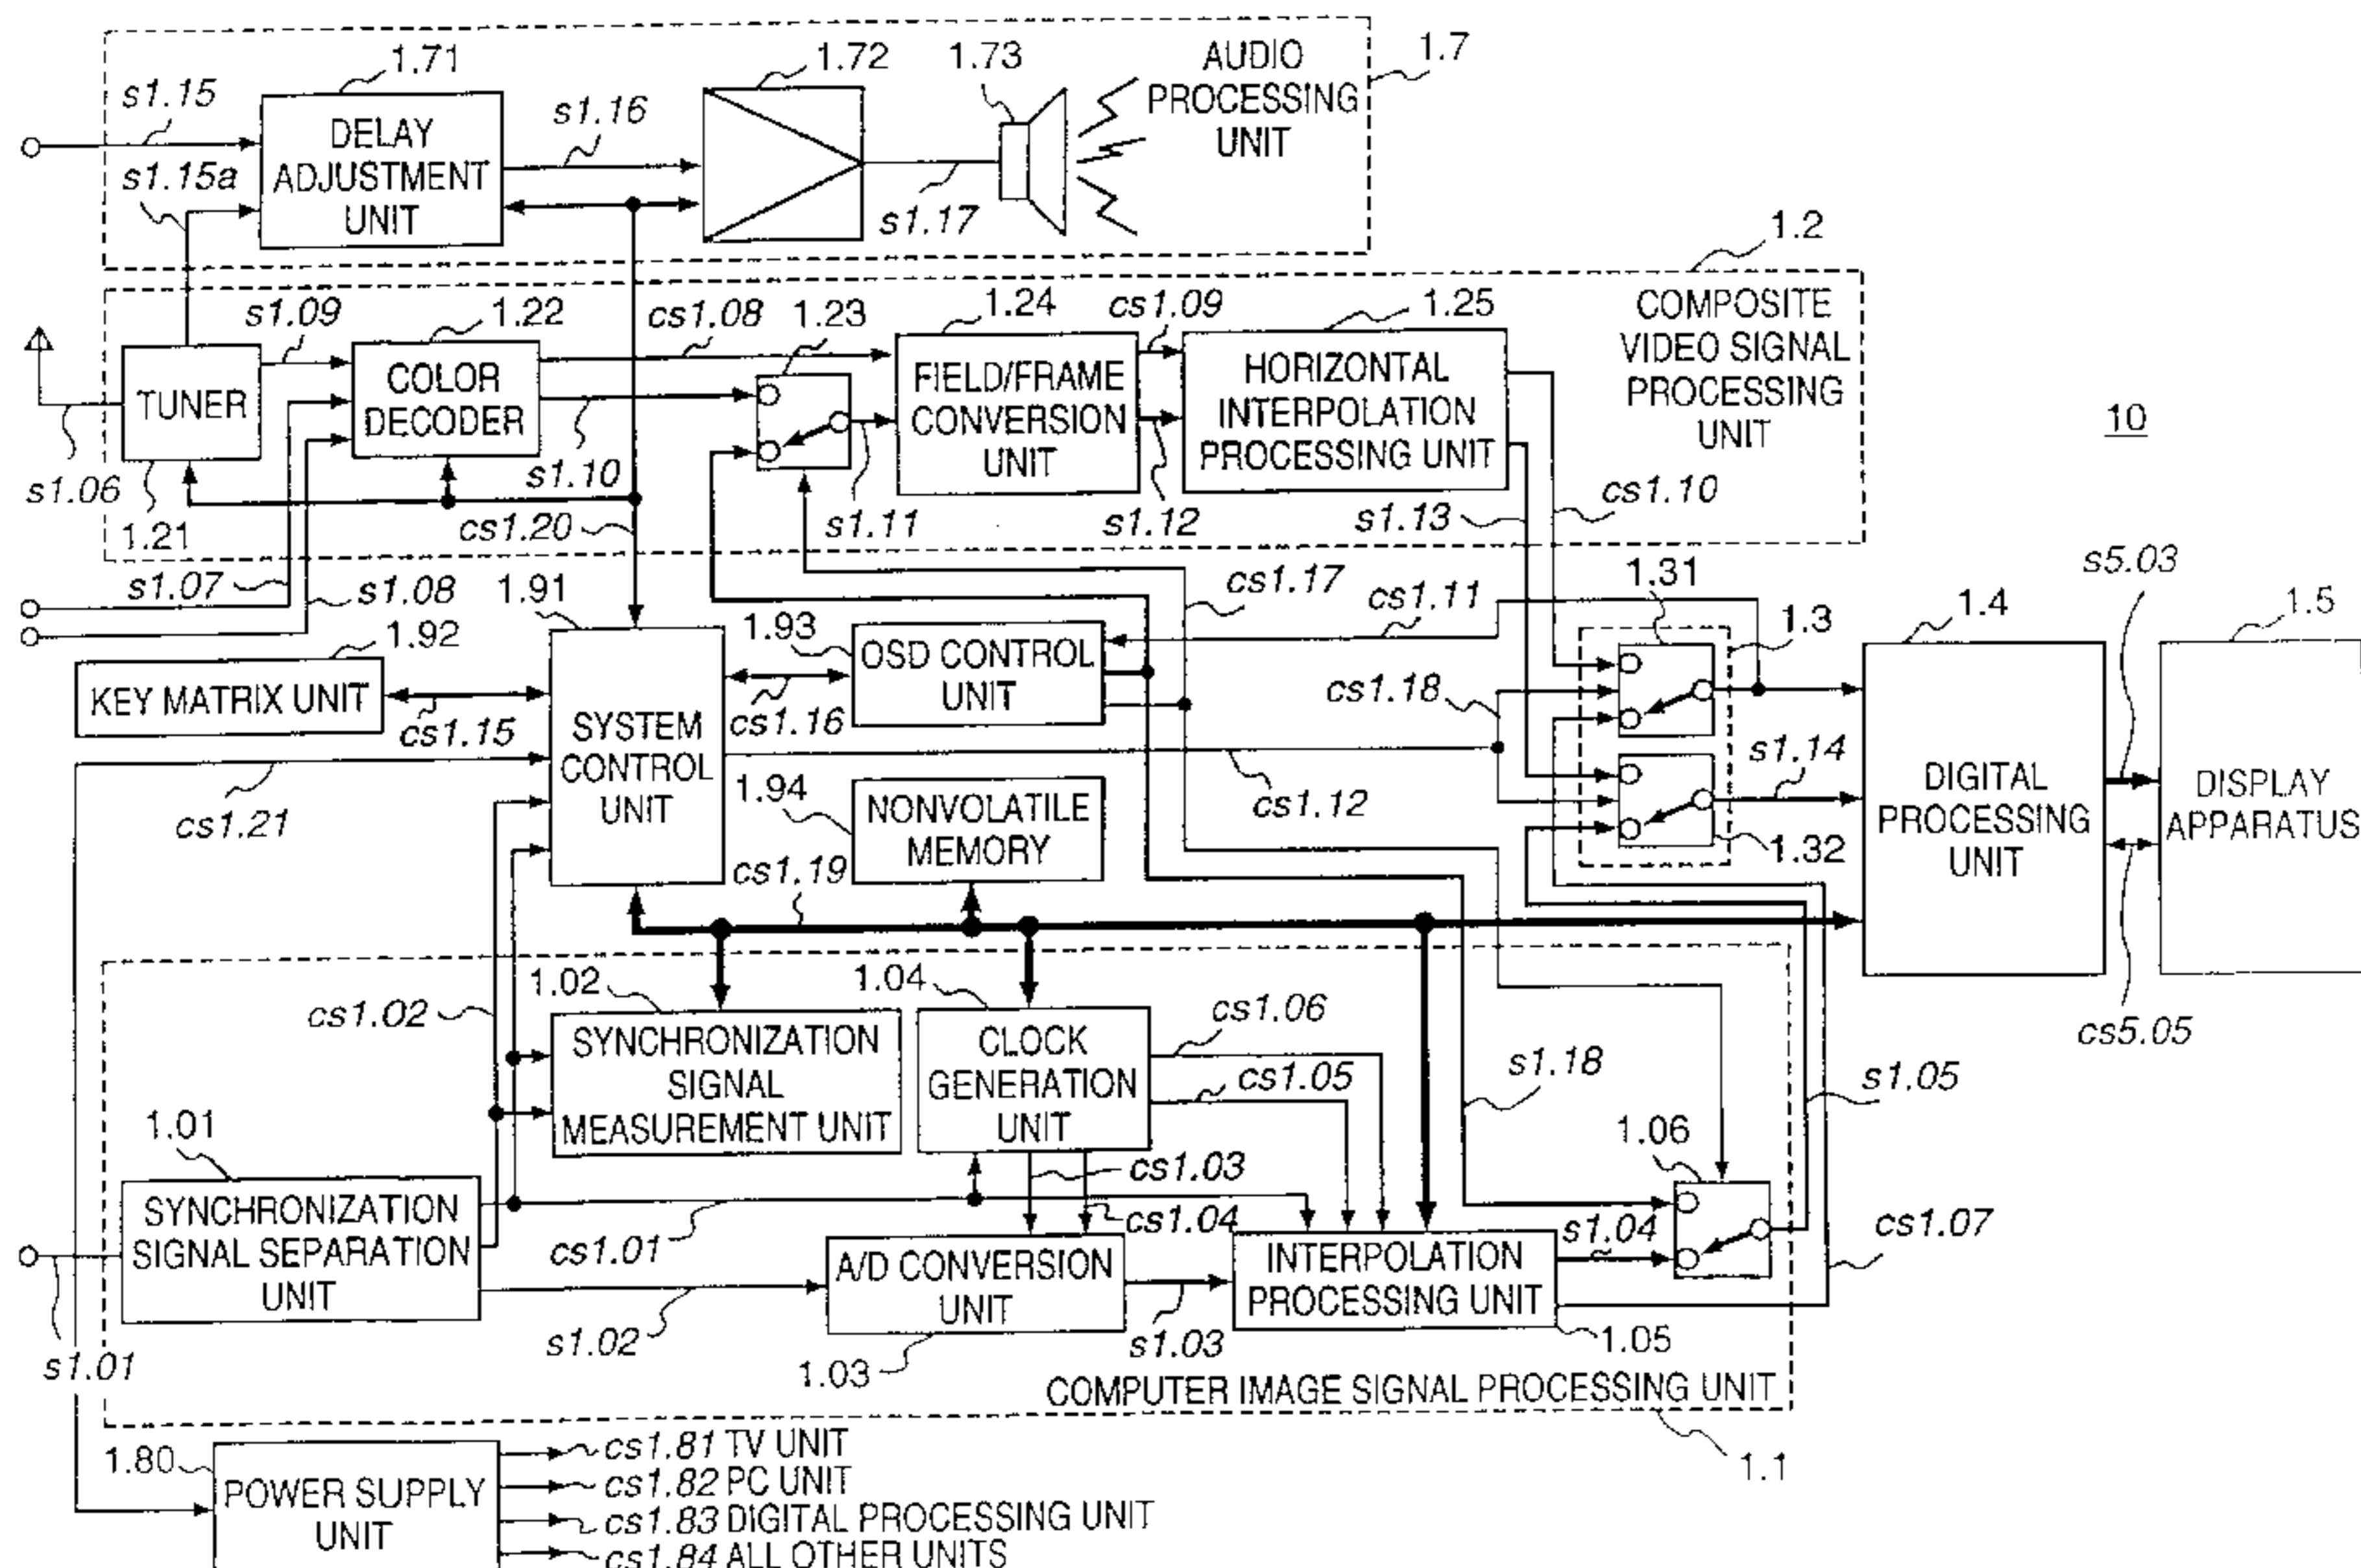 1.7
AUDIO
PROCESSING
UNIT
1.71
1.72
1.73
s1.15
s1.16
DELAY
ADJUSTMENT
UNIT
s1.15a
s1.17
1.2
COMPOSITE
VIDEO SIGNAL
PROCESSING
UNIT
s1.09
1.22
cs1.08
1.23
1.24
cs1.09
1.25
TUNER
COLOR
DECODER
FIELD/FRAME
CONVERSION
UNIT
HORIZONTAL
INTERPOLATION
PROCESSING UNIT
10
s1.06
1.21
s1.10
cs1.20
s1.11
s1.12
s1.13
cs1.10
s1.07
s1.08
1.91
cs1.17
cs1.11
1.31
1.3
1.4
s5.03
1.5
1.92
1.93
KEY MATRIX UNIT
OSD CONTROL
UNIT
cs1.15
cs1.16
cs1.18
SYSTEM
CONTROL
UNIT
s1.14
cs1.21
1.94
NONVOLATILE
MEMORY
cs1.12
1.32
DIGITAL
PROCESSING
UNIT
DISPLAY
APPARATUS
cs1.19
cs5.05
cs1.02
1.02
1.04
cs1.06
SYNCHRONIZATION
SIGNAL
MEASUREMENT UNIT
CLOCK
GENERATION
UNIT
cs1.05
s1.18
s1.05
1.01
cs1.03
1.06
SYNCHRONIZATION
SIGNAL SEPARATION
UNIT
cs1.01
cs1.04
s1.04
cs1.07
A/D CONVERSION
UNIT
INTERPOLATION
PROCESSING UNIT
s1.01
s1.02
1.03
s1.03
1.05
COMPUTER IMAGE SIGNAL PROCESSING UNIT
1.1
1.80
POWER SUPPLY
UNIT
cs1.81 TV UNIT
cs1.82 PC UNIT
cs1.83 DIGITAL PROCESSING UNIT
cs1.84 ALL OTHER UNITS